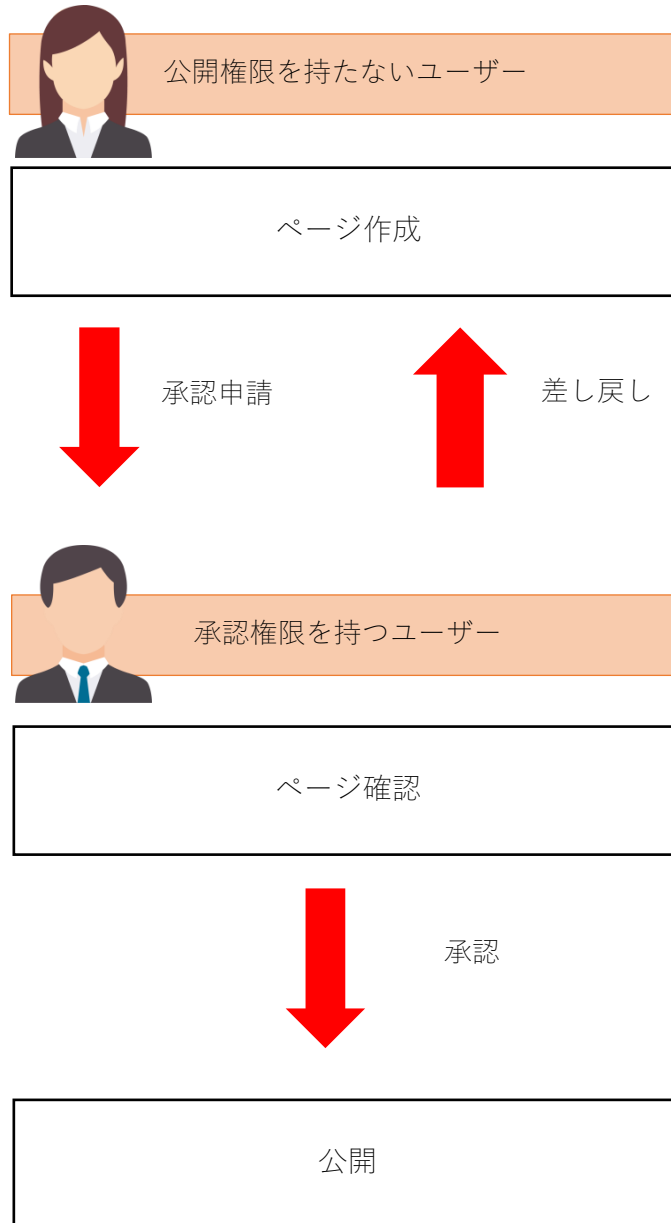 公開権限を持たないユーザー
ページ作成
承認申請
差し戻し
承認権限を持つユーザー
ページ確認
承認
公開